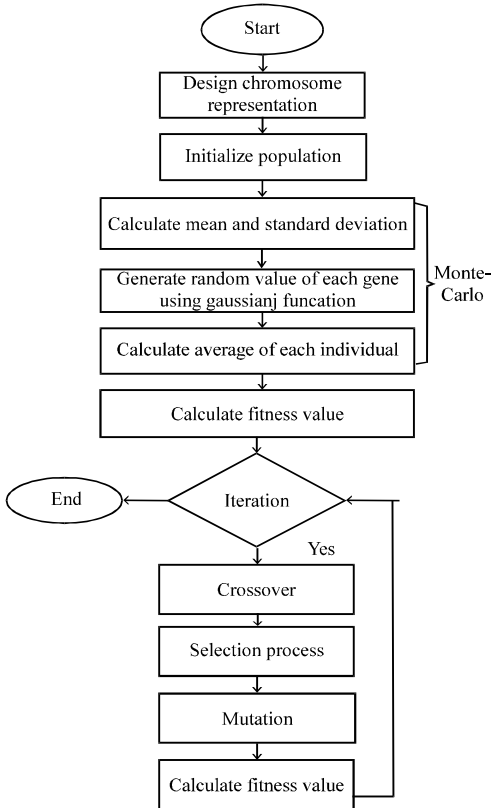 Start
Design chromosome
representation
Initialize population
Calculate mean and standard deviation
Generate random value of each gene
using gaussianj funcation
Monte-
Carlo
Calculate average of each individual
Calculate fitness value
End
Iteration
Yes
Crossover
Selection process
Mutation
Calculate fitness value